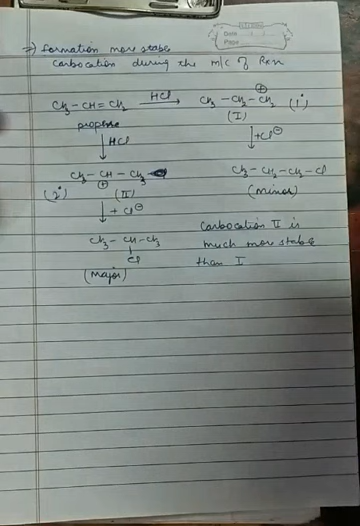 Date
Page
=> formation more stable
carbocation during the m/c of Rxn
CH3 - CH = CH2 —HCl→ CH3 - CH2 - CH2 ⊕ (1°)
propene (I)
↓ HCl ↓ + Cl⊖
CH3 - CH - CH3 CH3 - CH2 - CH2 - Cl
⊕
(2°) (II) (Minor)
↓ + Cl⊖
Carbocation II is
CH3 - CH - CH3 much more stable
| than I
Cl
(Major)